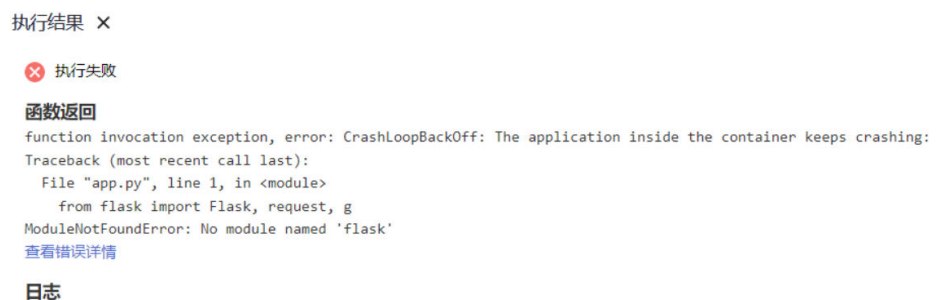 执行结果 ×
执行失败
函数返回
function invocation exception, error: CrashLoopBackOff: The application inside the container keeps crashing:
Traceback (most recent call last):
  File "app.py", line 1, in <module>
    from flask import Flask, request, g
ModuleNotFoundError: No module named 'flask'
查看错误详情
日志